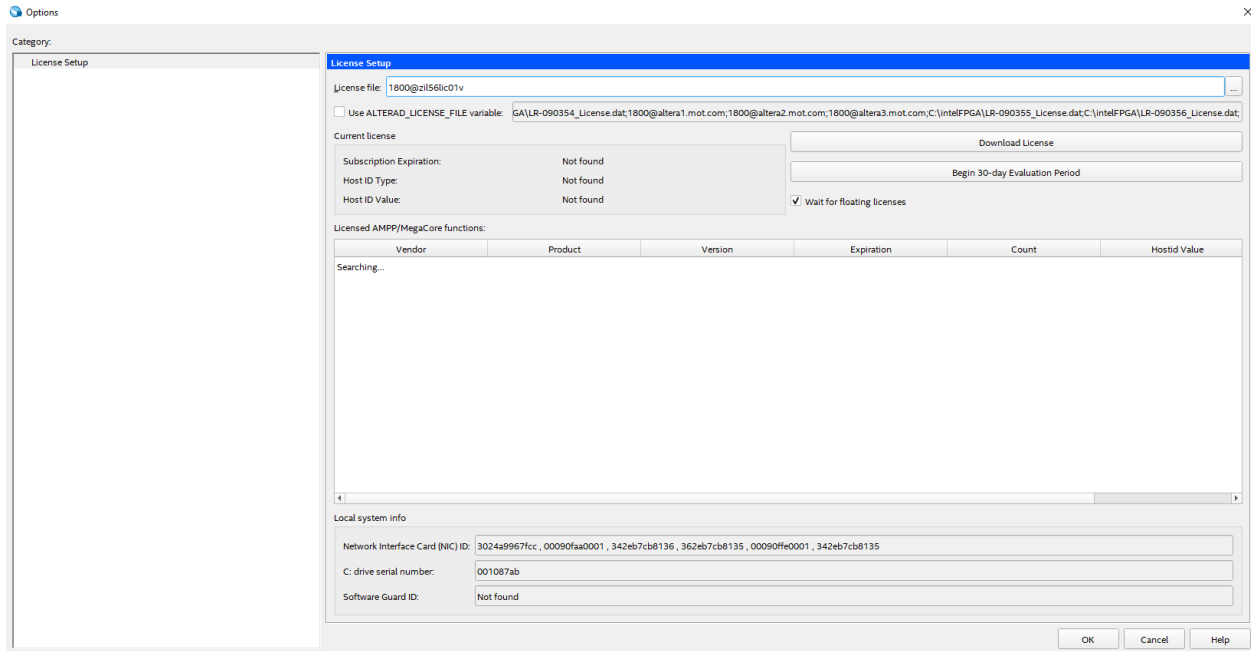 Options
Category:
License Setup
License Setup
License file: 1800@zil56lic01v ...
Use ALTERAD_LICENSE_FILE variable: GA\LR-090354_License.dat;1800@altera1.mot.com;1800@altera2.mot.com;1800@altera3.mot.com;C:\intelFPGA\LR-090355_License.dat;C:\intelFPGA\LR-090356_License.dat;
Current license
Subscription Expiration: Not found
Host ID Type: Not found
Host ID Value: Not found
Download License
Begin 30-day Evaluation Period
Wait for floating licenses
Licensed AMPP/MegaCore functions:
Vendor Product Version Expiration Count Hostid Value
Searching...
Local system info
Network Interface Card (NIC) ID: 3024a9967fcc , 00090faa0001 , 342eb7cb8136 , 362eb7cb8135 , 00090ffe0001 , 342eb7cb8135
C: drive serial number: 001087ab
Software Guard ID: Not found
OK Cancel Help